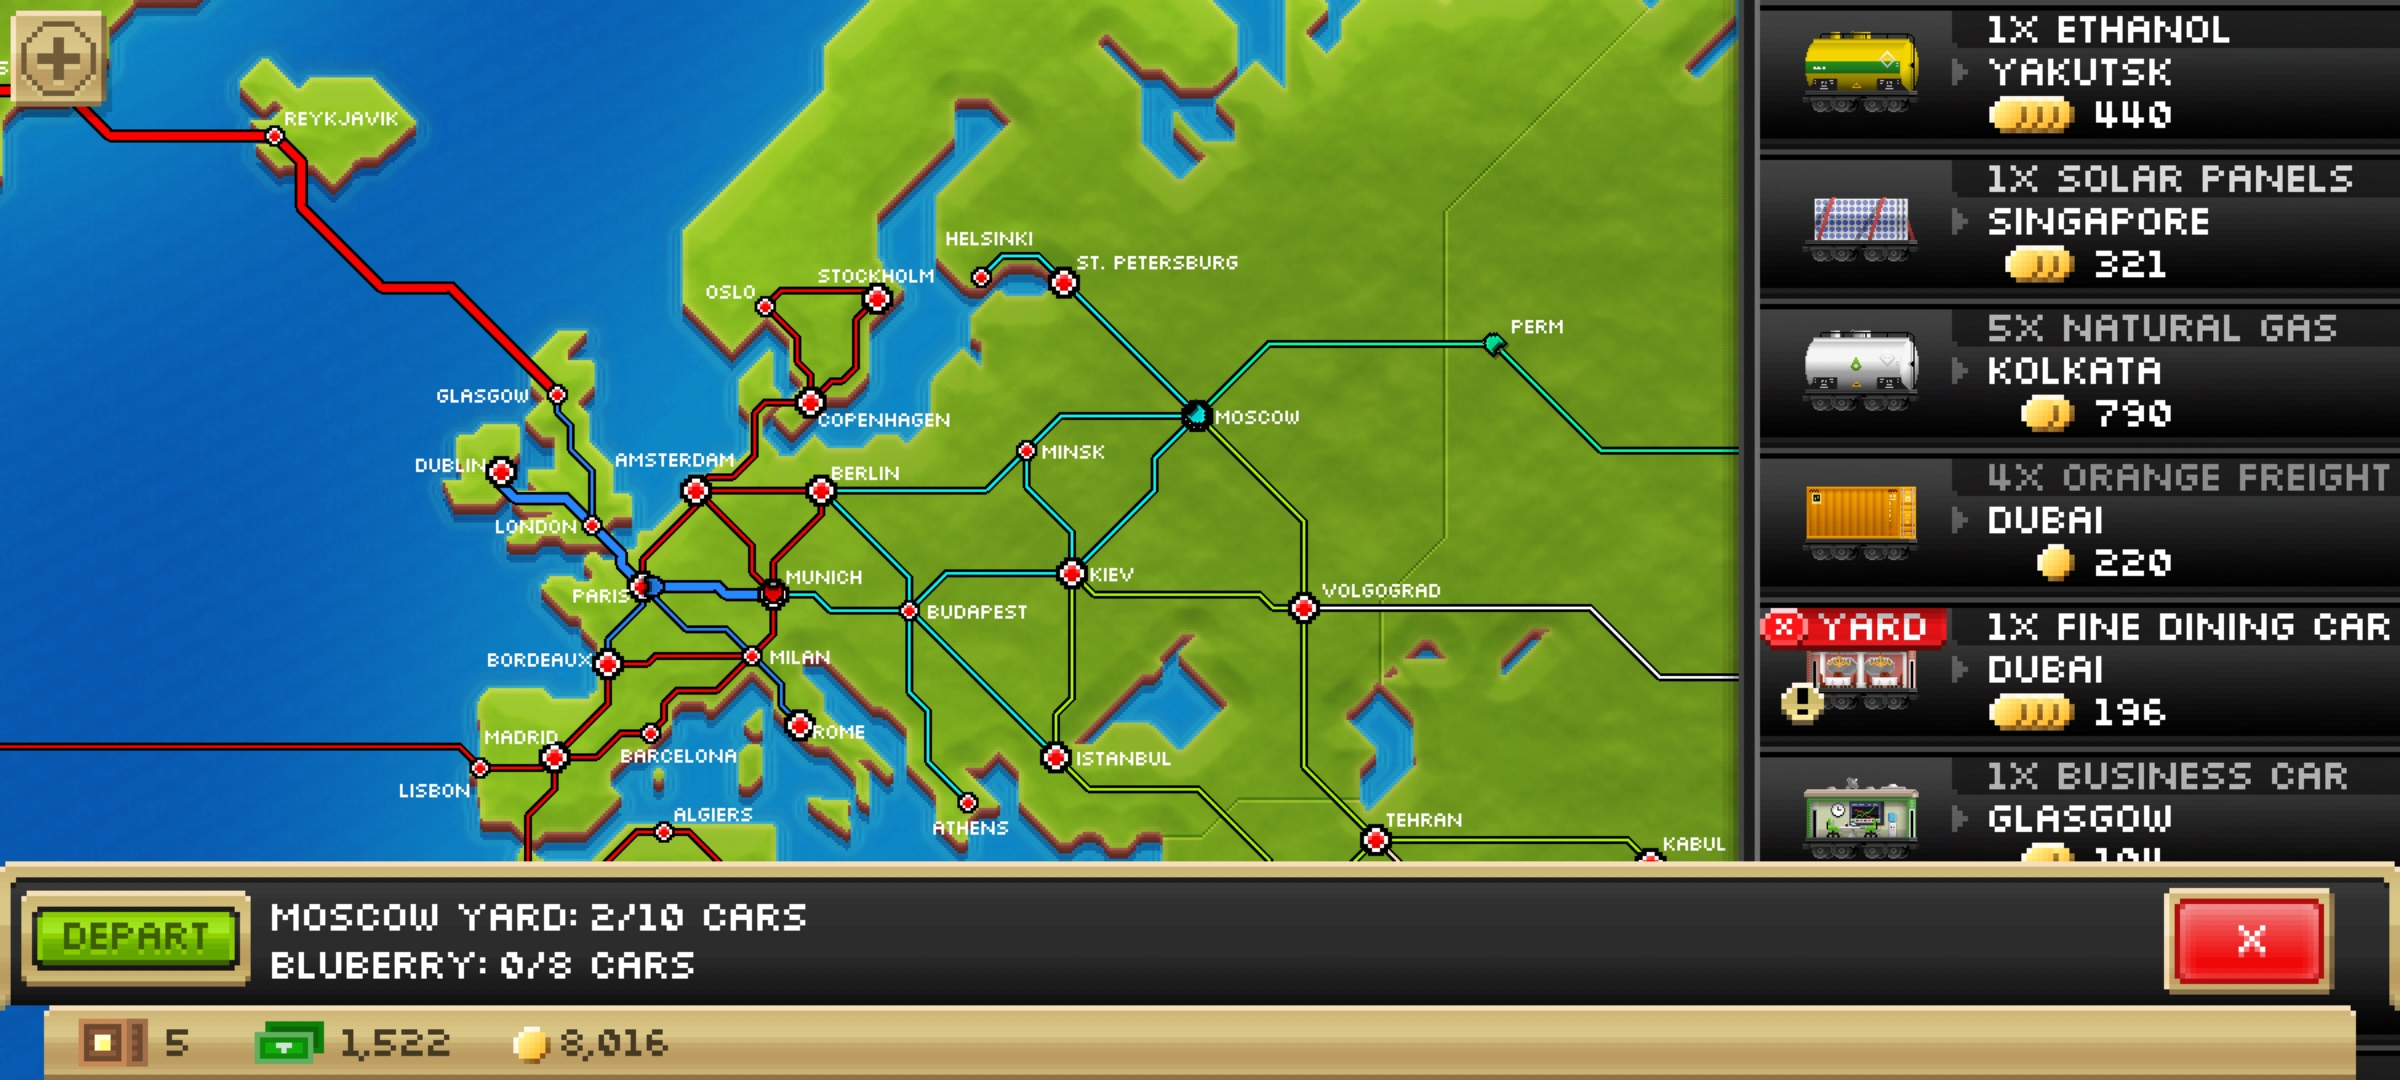 REYKJAVIK
HELSINKI
ST. PETERSBURG
STOCKHOLM
OSLO
PERM
GLASGOW
COPENHAGEN
MOSCOW
MINSK
DUBLIN
AMSTERDAM
BERLIN
LONDON
MUNICH
KIEV
PARIS
VOLGOGRAD
BUDAPEST
BORDEAUX
MILAN
MADRID
ROME
BARCELONA
ISTANBUL
LISBON
ALGIERS
ATHENS
TEHRAN
KABUL
1X ETHANOL
YAKUTSK
440
1X SOLAR PANELS
SINGAPORE
321
5X NATURAL GAS
KOLKATA
790
4X ORANGE FREIGHT
DUBAI
220
X YARD
1X FINE DINING CAR
DUBAI
196
1X BUSINESS CAR
GLASGOW
DEPART
MOSCOW YARD: 2/10 CARS
BLUBERRY: 0/8 CARS
X
5
1,522
8,016